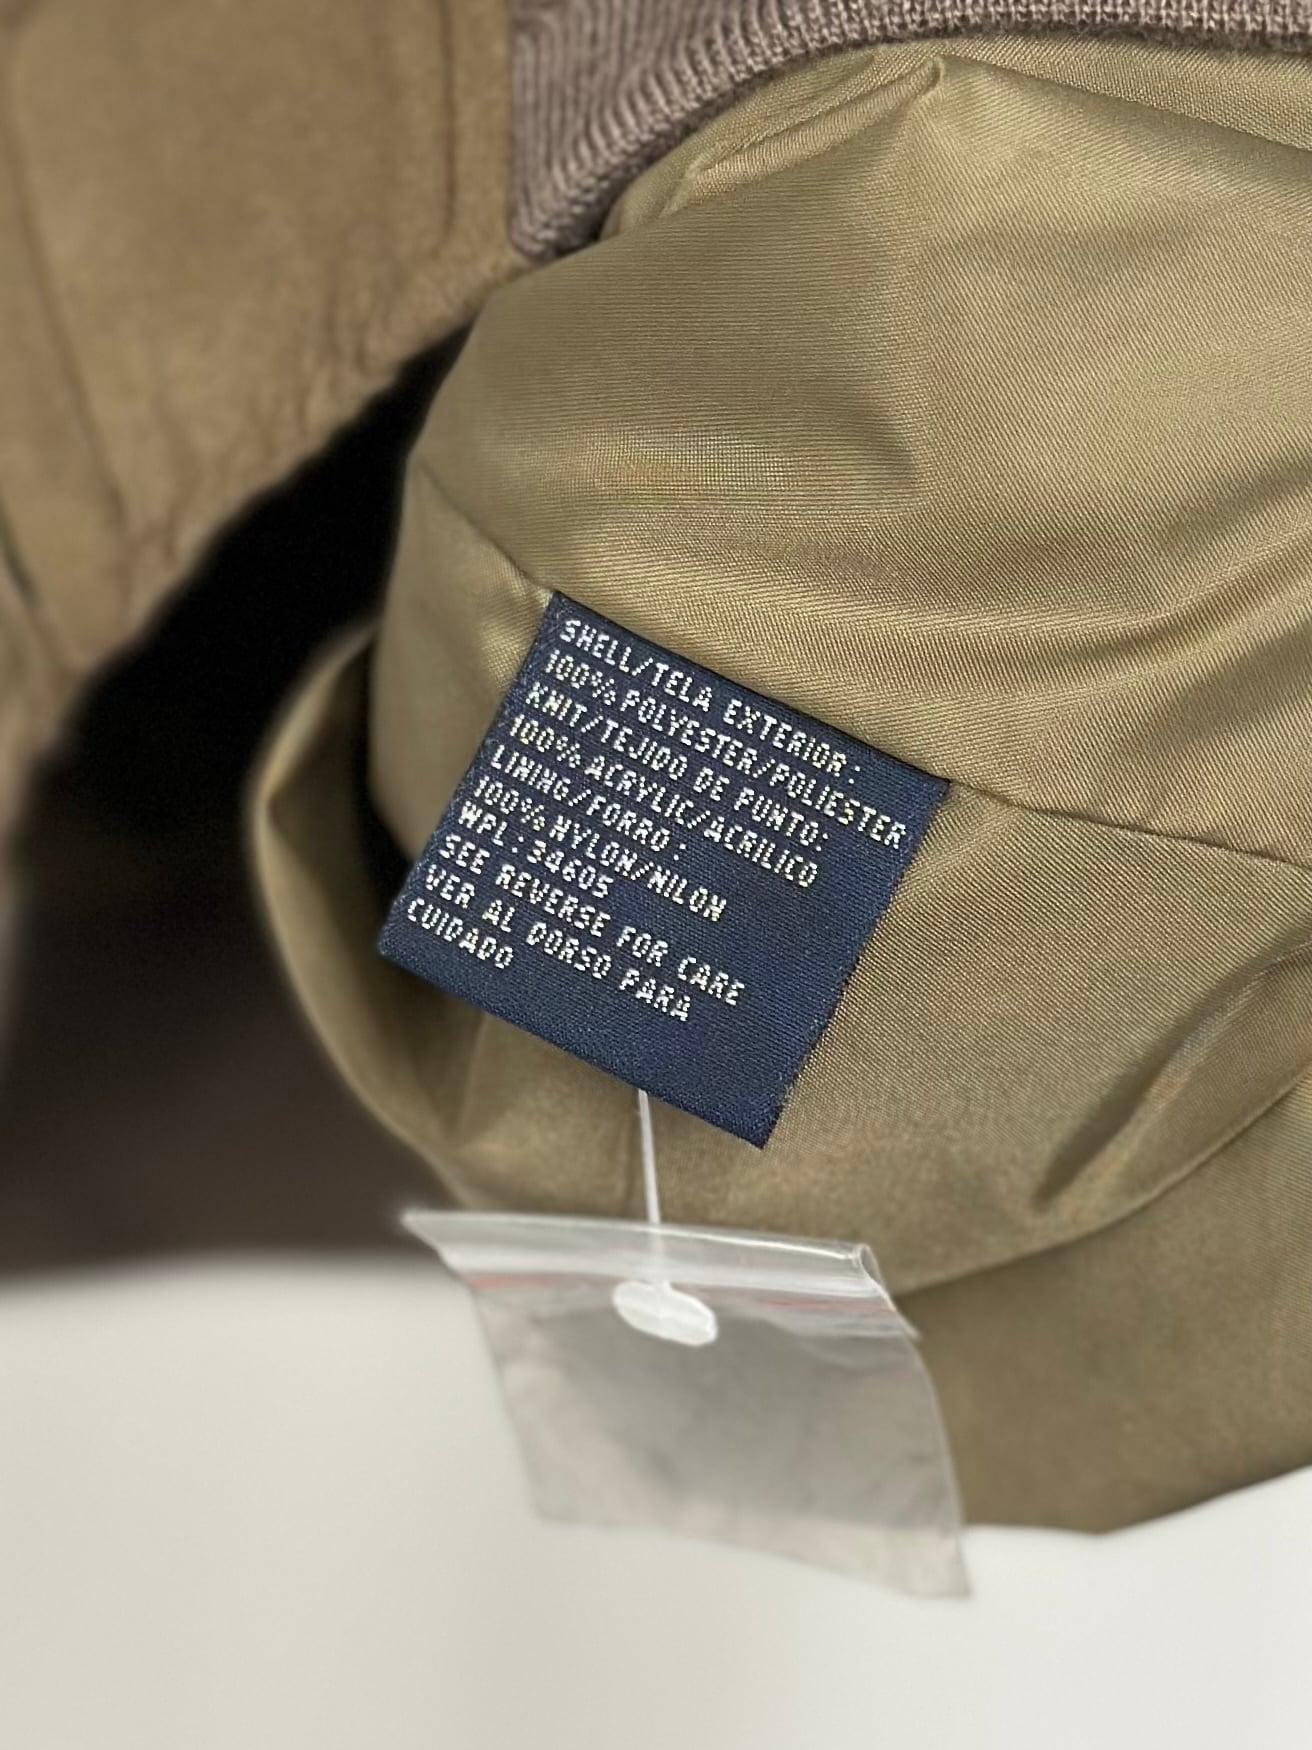 SHELL/TELA EXTERIOR:
100% POLYESTER/POLIESTER
KNIT/TEJIDO DE PUNTO:
100% ACRYLIC/ACRILICO
LINING/FORRO:
100% NYLON/NILON
WPL: 34605
SEE REVERSE FOR CARE
VER AL DORSO PARA
CUIDADO